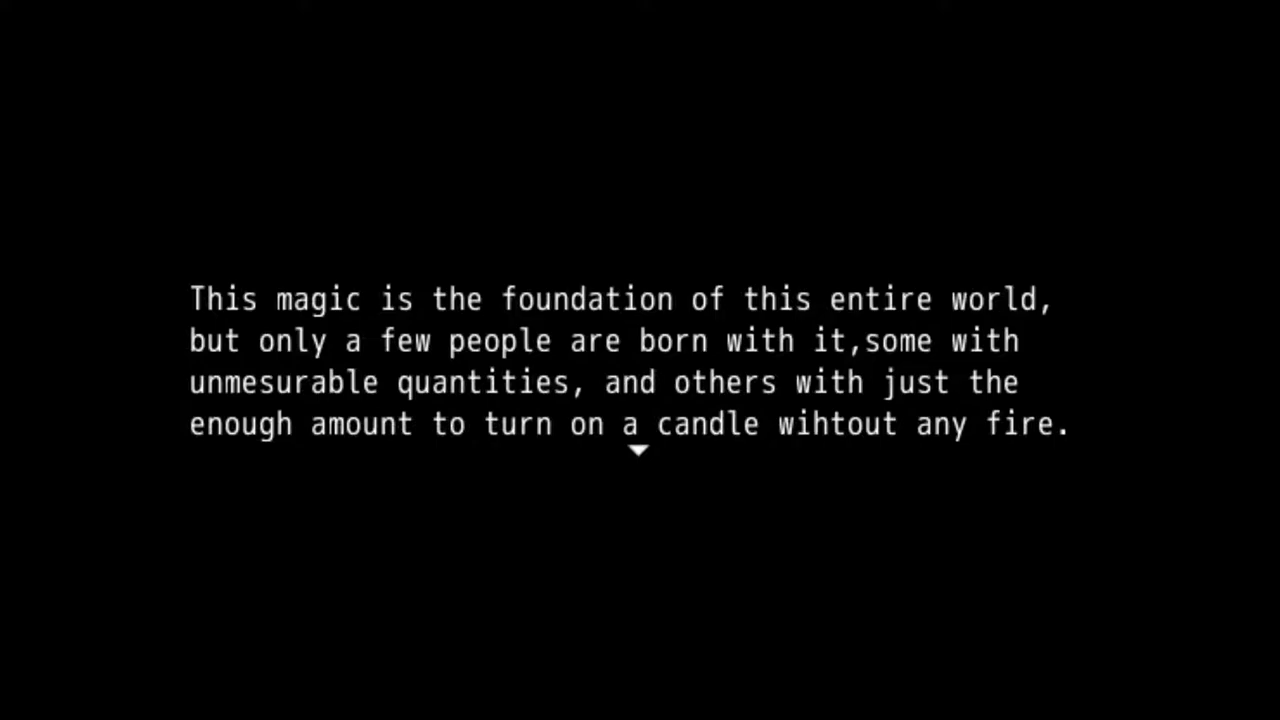 This magic is the foundation of this entire world,
but only a few people are born with it,some with
unmesurable quantities, and others with just the
enough amount to turn on a candle wihtout any fire.